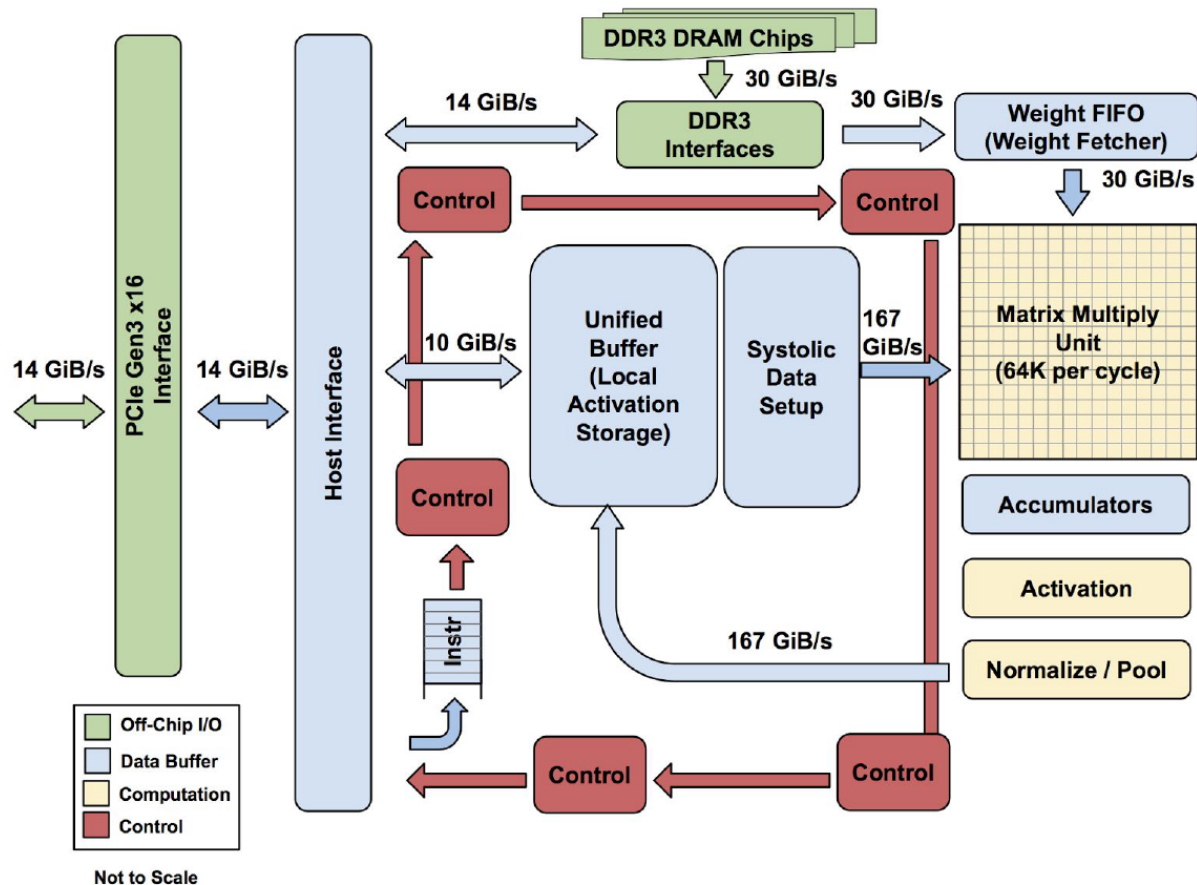 DDR3 DRAM Chips
30 GiB/s
14 GiB/s
DDR3
Interfaces
30 GiB/s
Weight FIFO
(Weight Fetcher)
30 GiB/s
Control
Control
PCIe Gen3 x16
Interface
Host Interface
14 GiB/s
14 GiB/s
10 GiB/s
Unified
Buffer
(Local
Activation
Storage)
Systolic
Data
Setup
167
GiB/s
Matrix Multiply
Unit
(64K per cycle)
Control
Accumulators
Activation
Instr
167 GiB/s
Normalize / Pool
Control
Control
Off-Chip I/O
Data Buffer
Computation
Control
Not to Scale